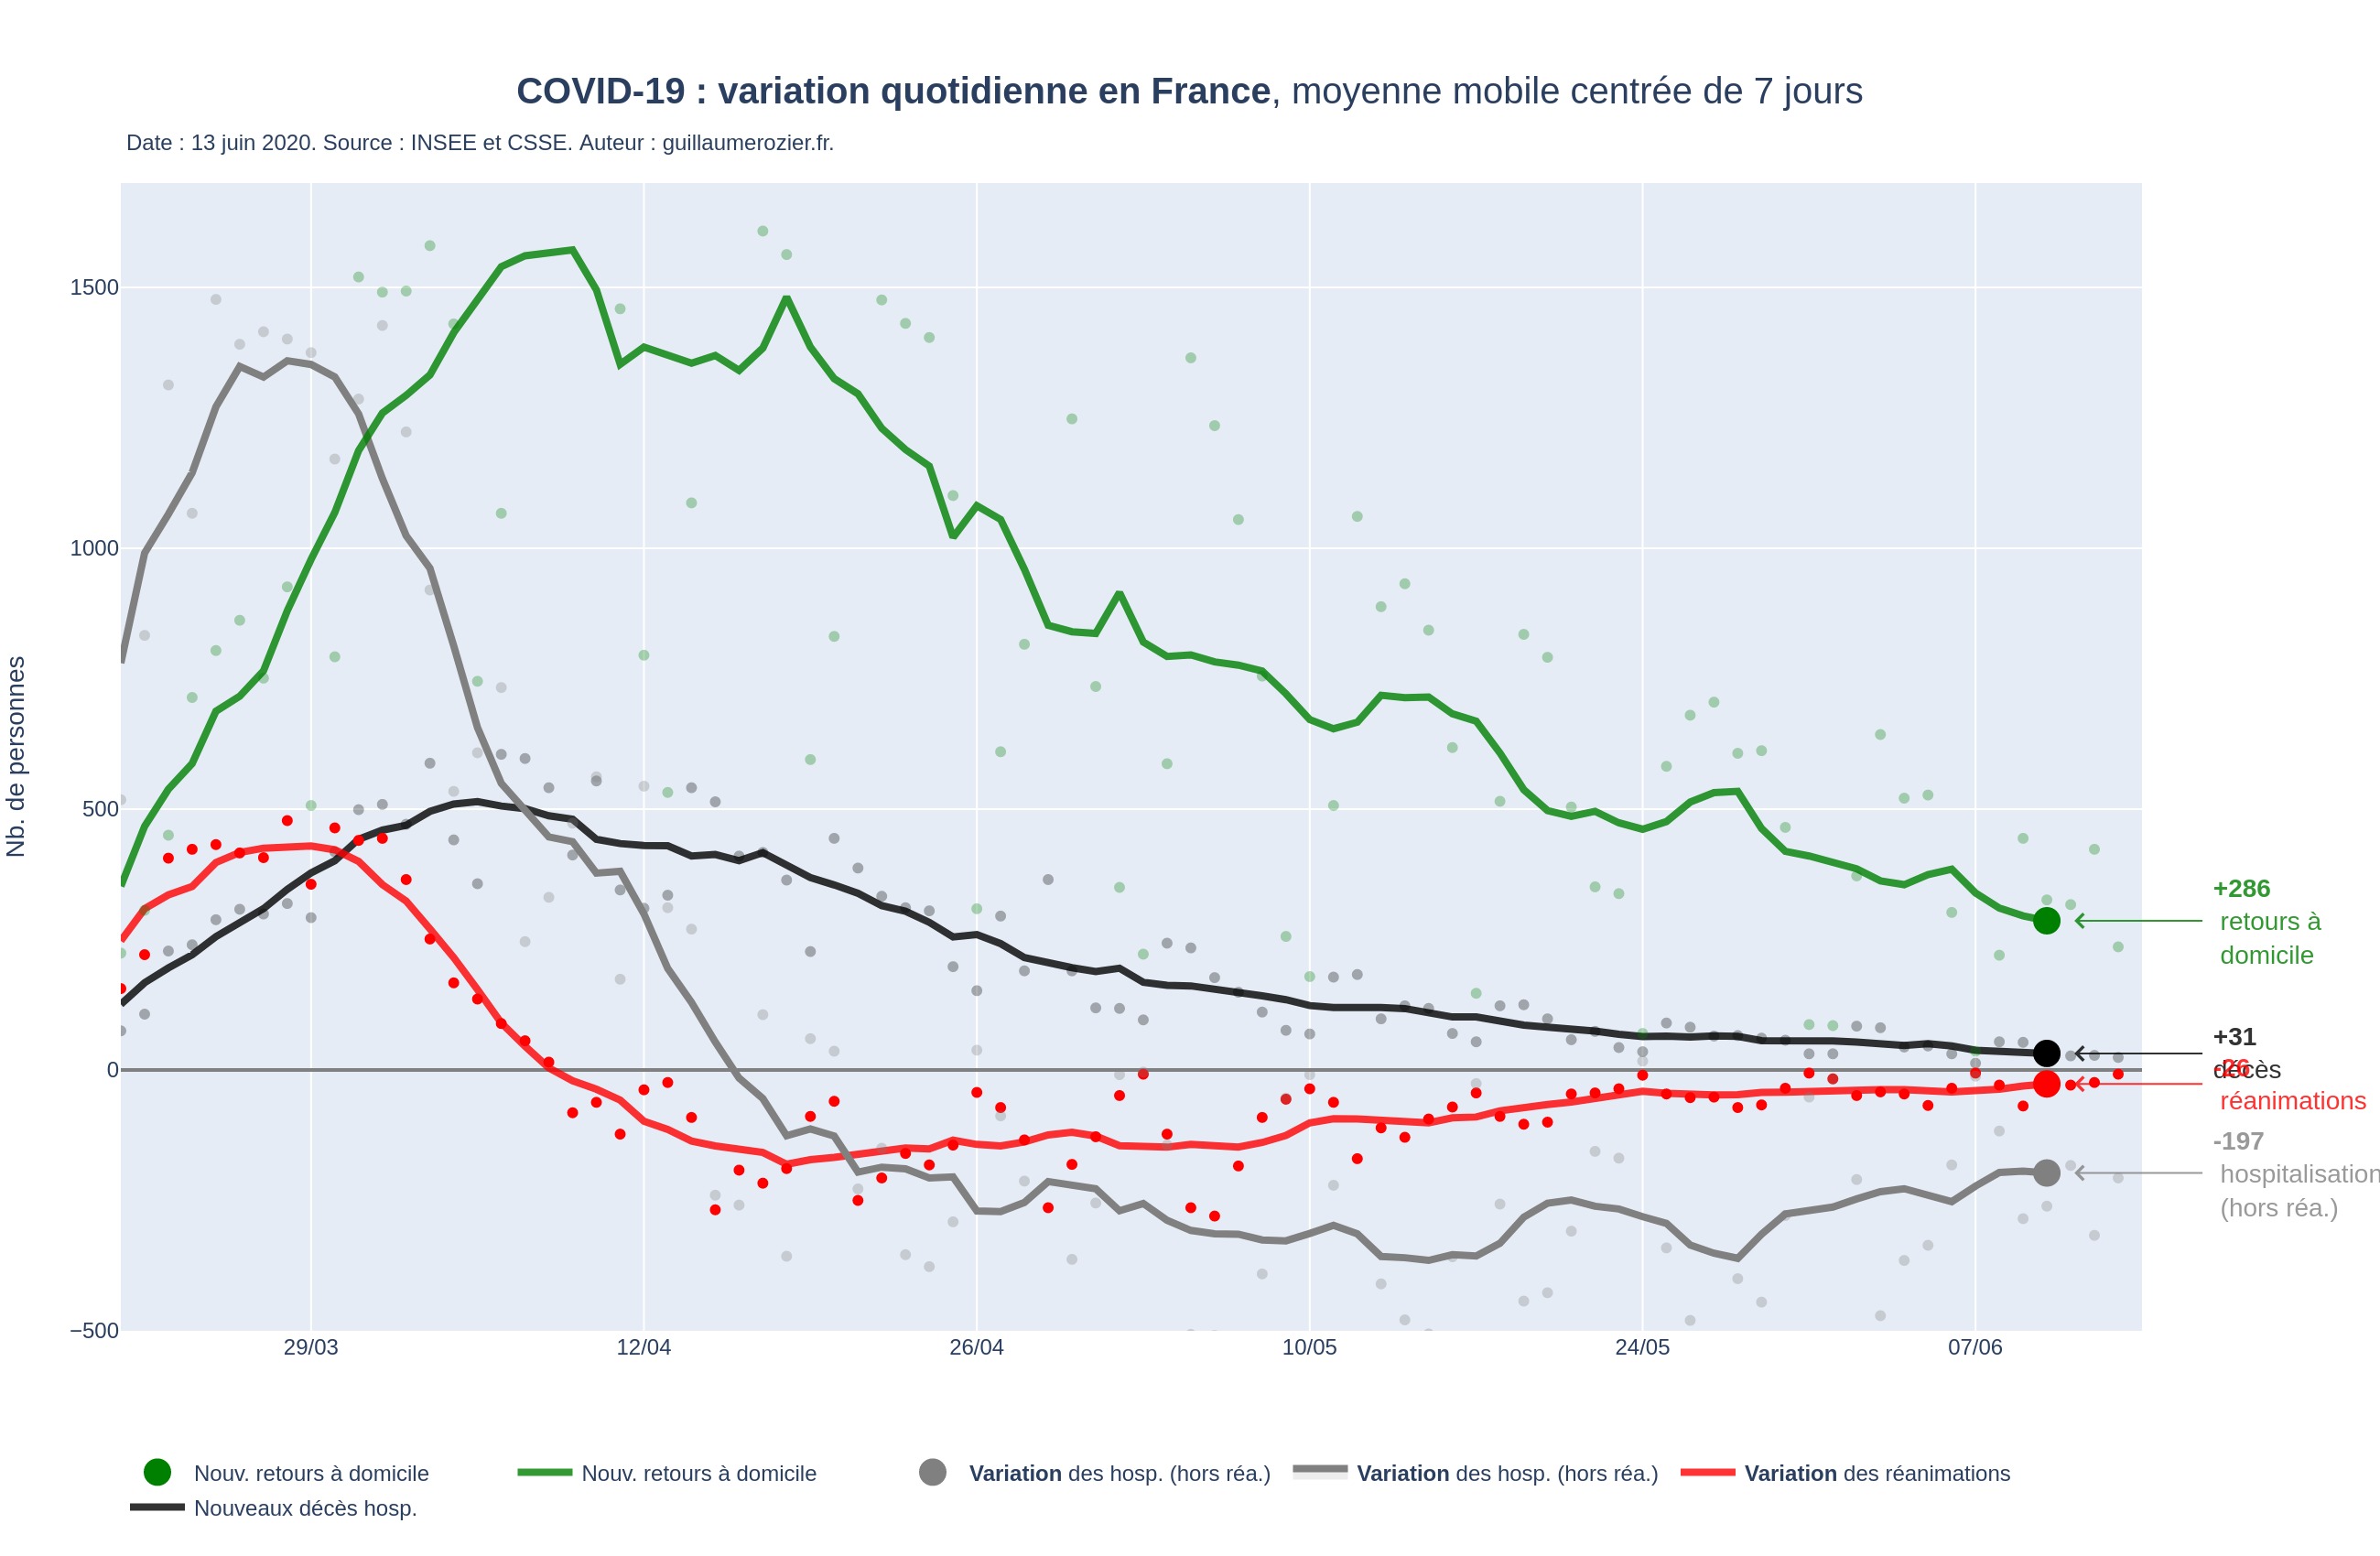 COVID-19 : variation quotidienne en France, moyenne mobile centrée de 7 jours
Date : 13 juin 2020. Source : INSEE et CSSE. Auteur : guillaumerozier.fr.
Nb. de personnes
1500
1000
500
0
−500
29/03
12/04
26/04
10/05
24/05
07/06
+286
retours à
domicile
+31
décès
-26
réanimations
-197
hospitalisation
(hors réa.)
Nouv. retours à domicile
Nouv. retours à domicile
Variation des hosp. (hors réa.)
Variation des hosp. (hors réa.)
Variation des réanimations
Nouveaux décès hosp.